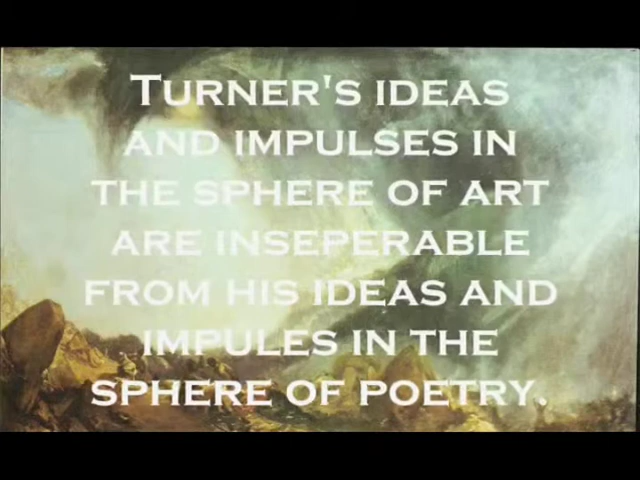 TURNER'S IDEAS
AND IMPULSES IN
THE SPHERE OF ART
ARE INSEPERABLE
FROM HIS IDEAS AND
IMPULES IN THE
SPHERE OF POETRY.